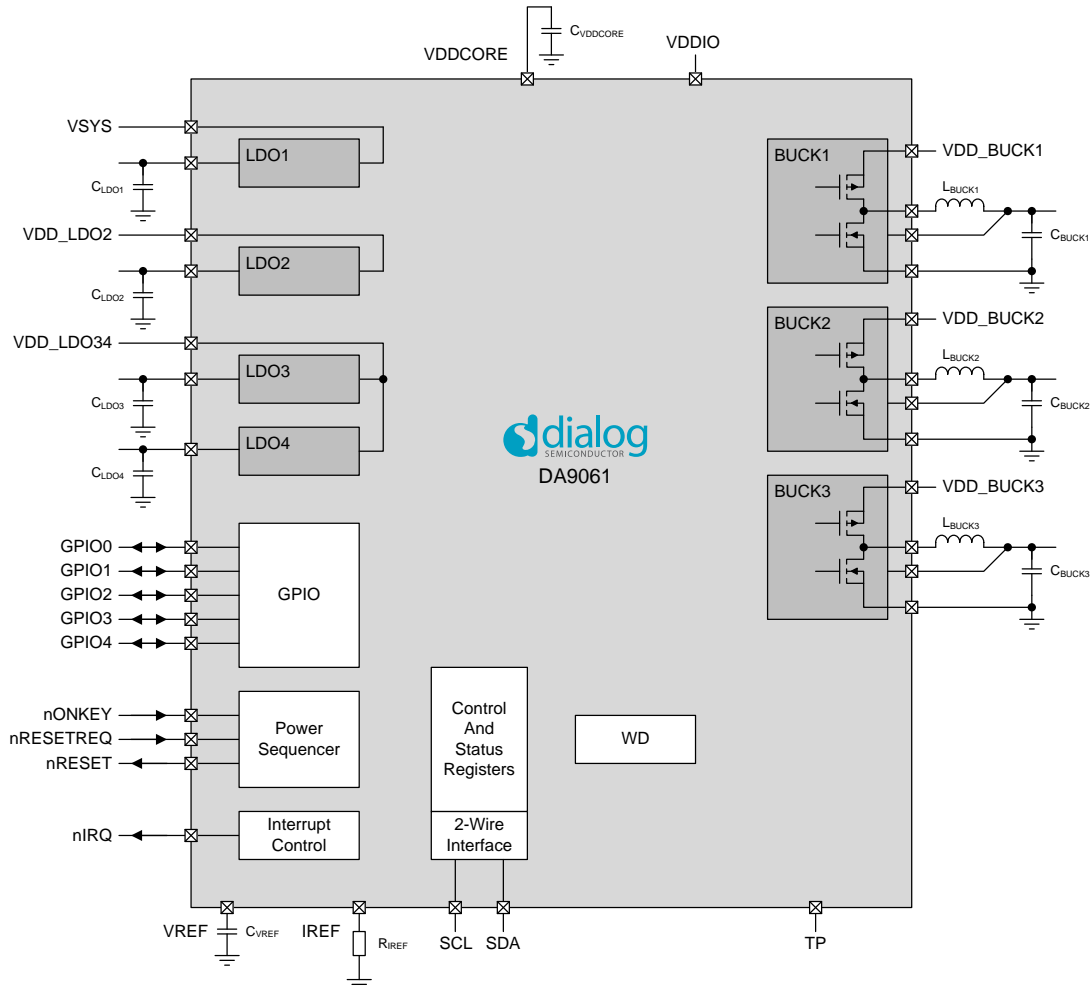 CVDDCORE
VDDCORE
VDDIO
VSYS
LDO1
CLDO1
VDD_LDO2
LDO2
CLDO2
VDD_LDO34
LDO3
CLDO3
LDO4
CLDO4
BUCK1
VDD_BUCK1
LBUCK1
CBUCK1
BUCK2
VDD_BUCK2
LBUCK2
CBUCK2
BUCK3
VDD_BUCK3
LBUCK3
CBUCK3
dialog
SEMICONDUCTOR
DA9061
GPIO0
GPIO1
GPIO2
GPIO3
GPIO4
GPIO
nONKEY
nRESETREQ
nRESET
Power
Sequencer
nIRQ
Interrupt
Control
Control
And
Status
Registers
2-Wire
Interface
WD
VREF
CVREF
IREF
RIREF
SCL
SDA
TP